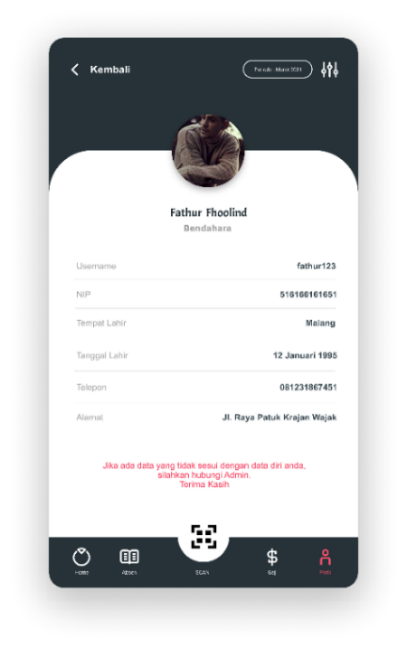 Kembali
Periode : Maret 2021
Fathur Fhoolind
Bendahara
Username
fathur123
NIP
516166161651
Tempat Lahir
Malang
Tanggal Lahir
12 Januari 1995
Telepon
081231867451
Alamat
Jl. Raya Patuk Krajan Wajak
Jika ada data yang tidak sesui dengan data diri anda,
silahkan hubungi Admin.
Terima Kasih
Home
Absen
SCAN
Gaji
Profil